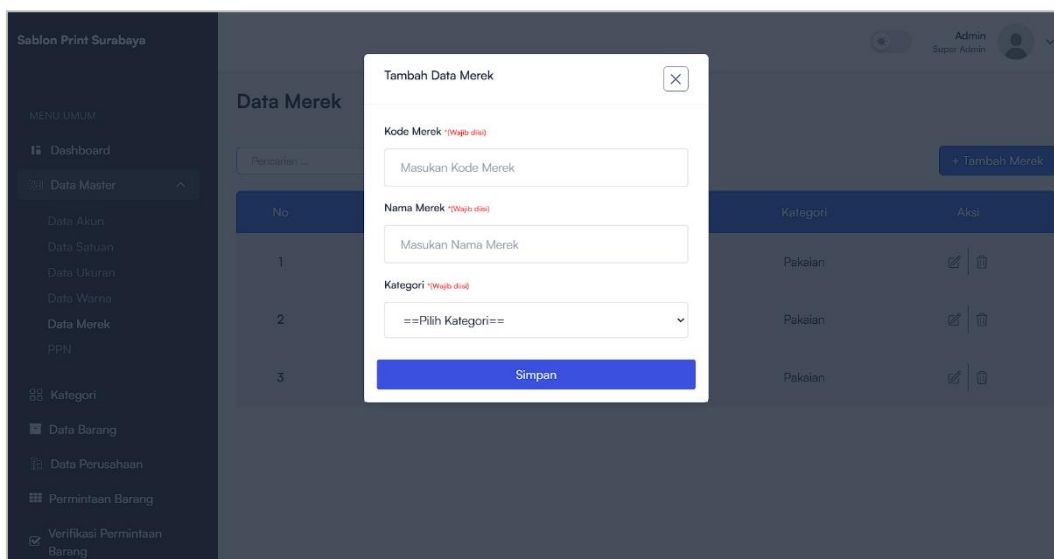 Sablon Print Surabaya
Admin
Super Admin
MENU UMUM
Dashboard
Data Master
Data Akun
Data Satuan
Data Ukuran
Data Warna
Data Merek
PPN
Kategori
Data Barang
Data Perusahaan
Permintaan Barang
Verifikasi Permintaan
Barang
Data Merek
Pencarian ...
+ Tambah Merek
No Kategori Aksi
1 Pakaian
2 Pakaian
3 Pakaian
Tambah Data Merek
Kode Merek *(Wajib diisi)
Masukan Kode Merek
Nama Merek *(Wajib diisi)
Masukan Nama Merek
Kategori *(Wajib diisi)
==Pilih Kategori==
Simpan